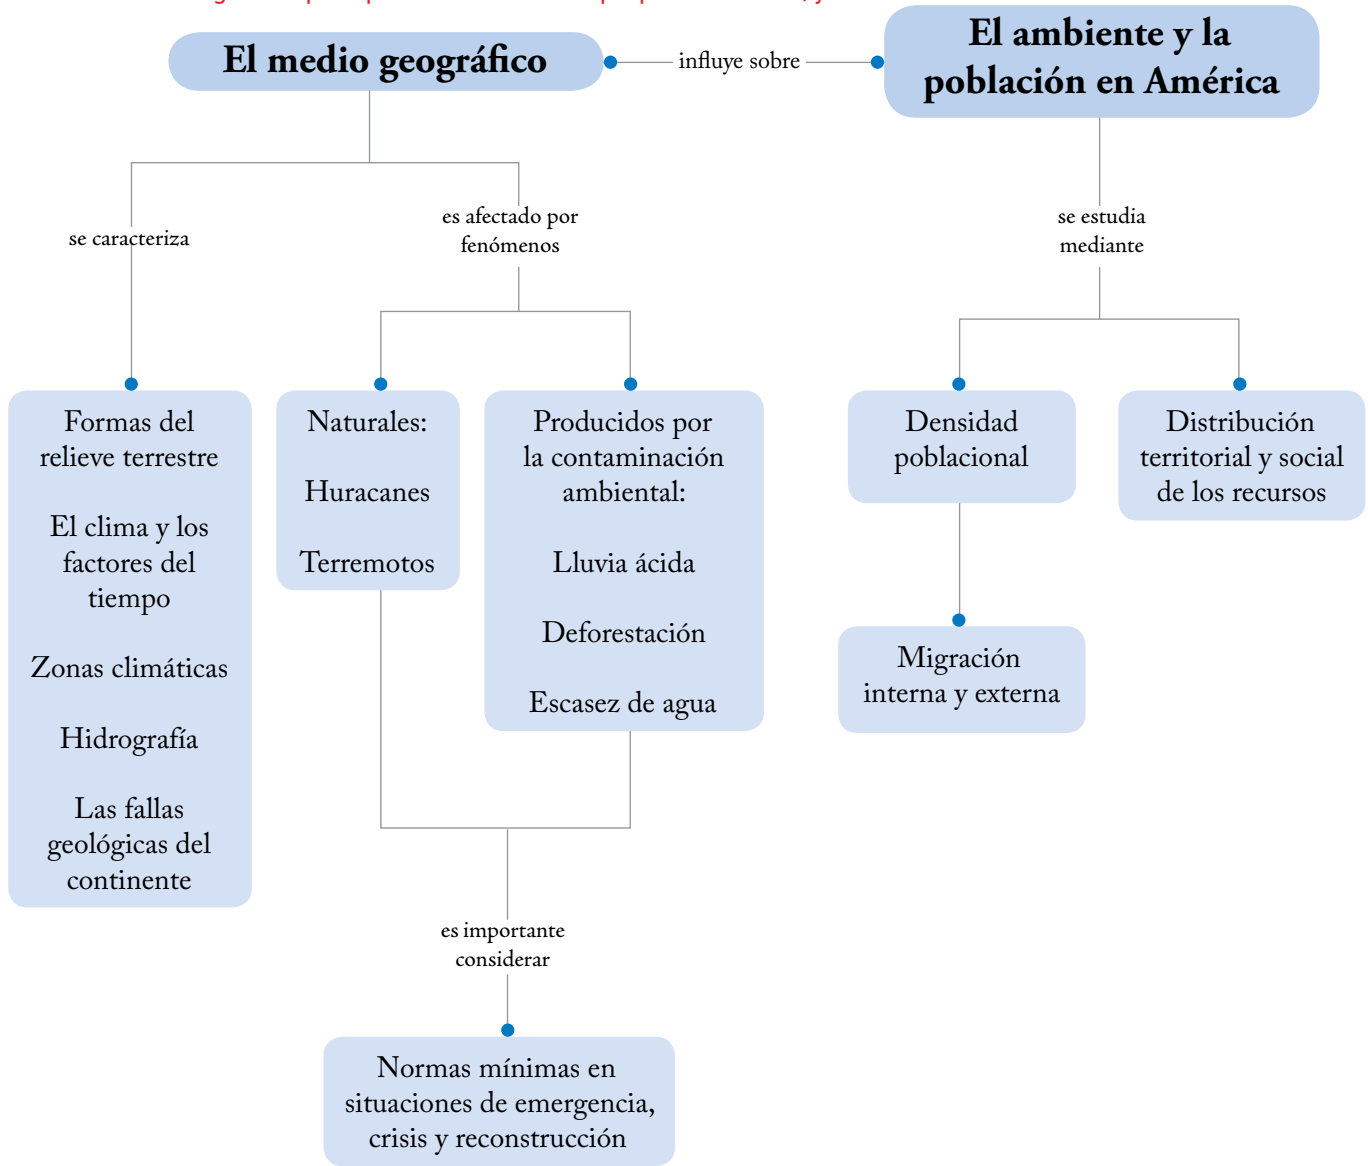 El medio geográfico
influye sobre
El ambiente y la
población en América
se caracteriza
es afectado por
fenómenos
se estudia
mediante
Formas del
relieve terrestre
El clima y los
factores del
tiempo
Zonas climáticas
Hidrografía
Las fallas
geológicas del
continente
Naturales:
Huracanes
Terremotos
Producidos por
la contaminación
ambiental:
Lluvia ácida
Deforestación
Escasez de agua
Densidad
poblacional
Distribución
territorial y social
de los recursos
Migración
interna y externa
es importante
considerar
Normas mínimas en
situaciones de emergencia,
crisis y reconstrucción